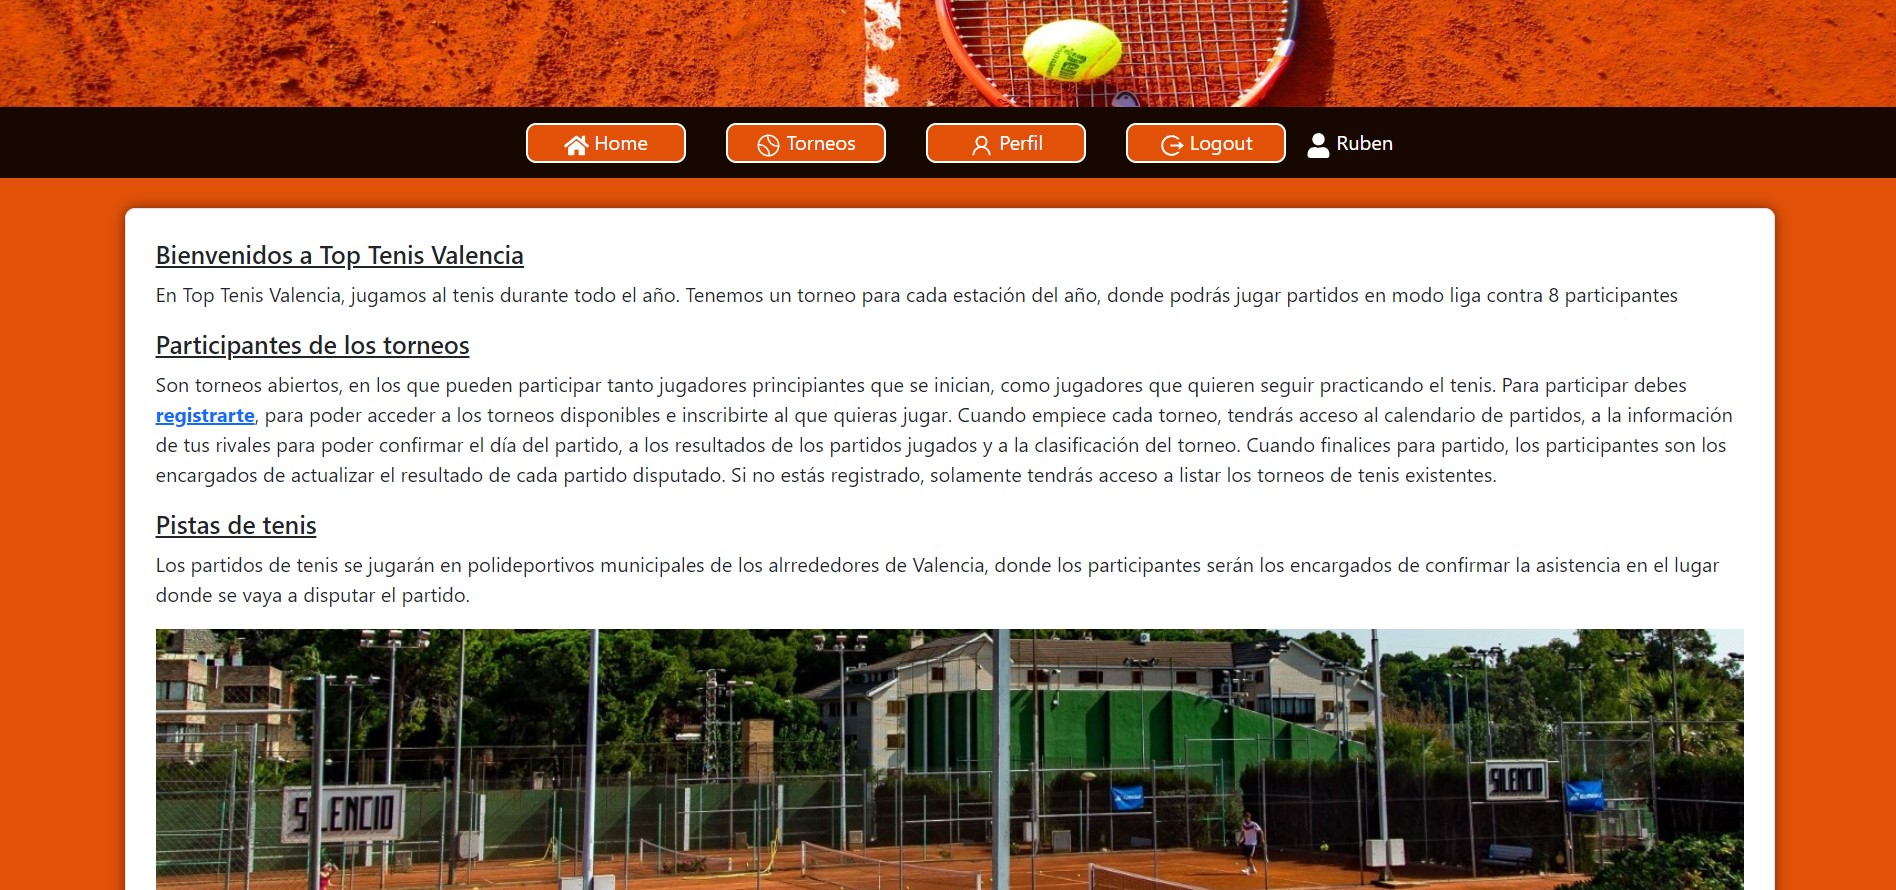 Home Torneos Perfil Logout Ruben
Bienvenidos a Top Tenis Valencia
En Top Tenis Valencia, jugamos al tenis durante todo el año. Tenemos un torneo para cada estación del año, donde podrás jugar partidos en modo liga contra 8 participantes
Participantes de los torneos
Son torneos abiertos, en los que pueden participar tanto jugadores principiantes que se inician, como jugadores que quieren seguir practicando el tenis. Para participar debes
registrarte, para poder acceder a los torneos disponibles e inscribirte al que quieras jugar. Cuando empiece cada torneo, tendrás acceso al calendario de partidos, a la información
de tus rivales para poder confirmar el día del partido, a los resultados de los partidos jugados y a la clasificación del torneo. Cuando finalices para partido, los participantes son los
encargados de actualizar el resultado de cada partido disputado. Si no estás registrado, solamente tendrás acceso a listar los torneos de tenis existentes.
Pistas de tenis
Los partidos de tenis se jugarán en polideportivos municipales de los alrrededores de Valencia, donde los participantes serán los encargados de confirmar la asistencia en el lugar
donde se vaya a disputar el partido.
SILENCIO
SILENCIO